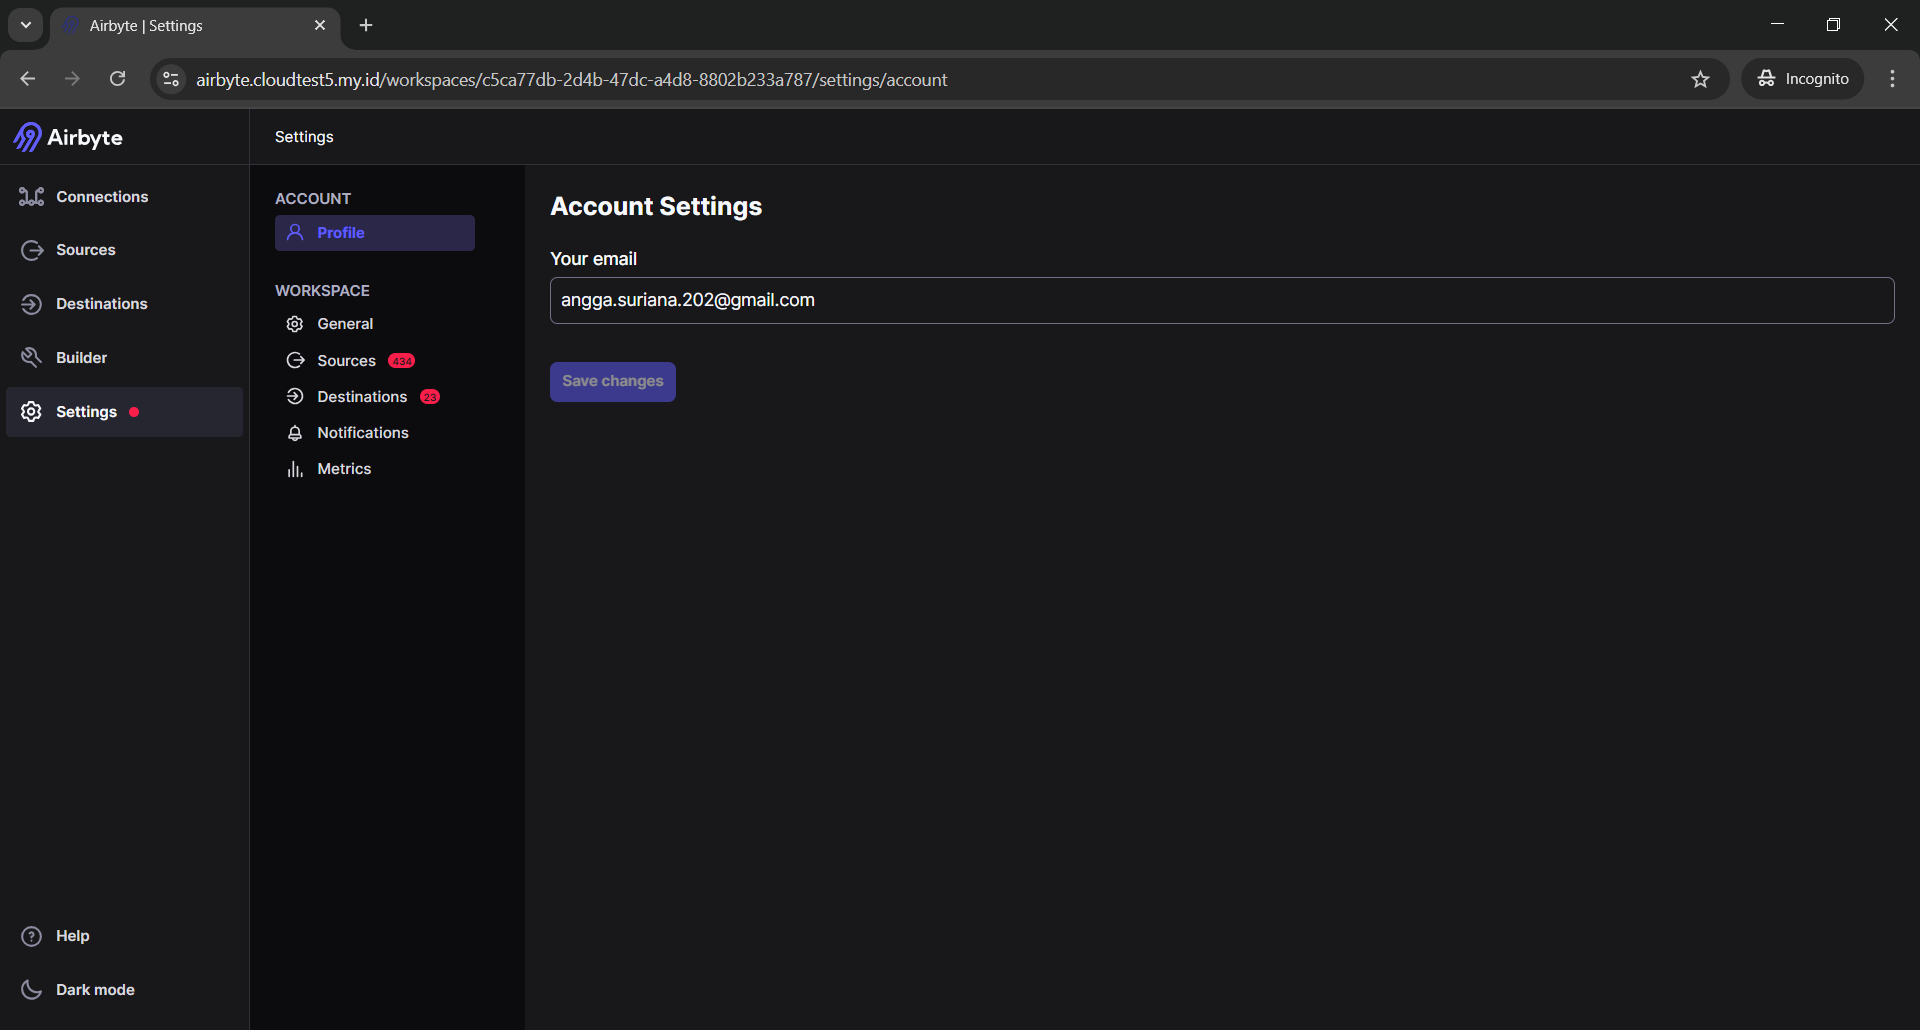 Airbyte | Settings
airbyte.cloudtest5.my.id/workspaces/c5ca77db-2d4b-47dc-a4d8-8802b233a787/settings/account
Incognito
Airbyte
Settings
Connections
Sources
Destinations
Builder
Settings
Help
Dark mode
ACCOUNT
Profile
WORKSPACE
General
Sources 434
Destinations 23
Notifications
Metrics
Account Settings
Your email
angga.suriana.202@gmail.com
Save changes